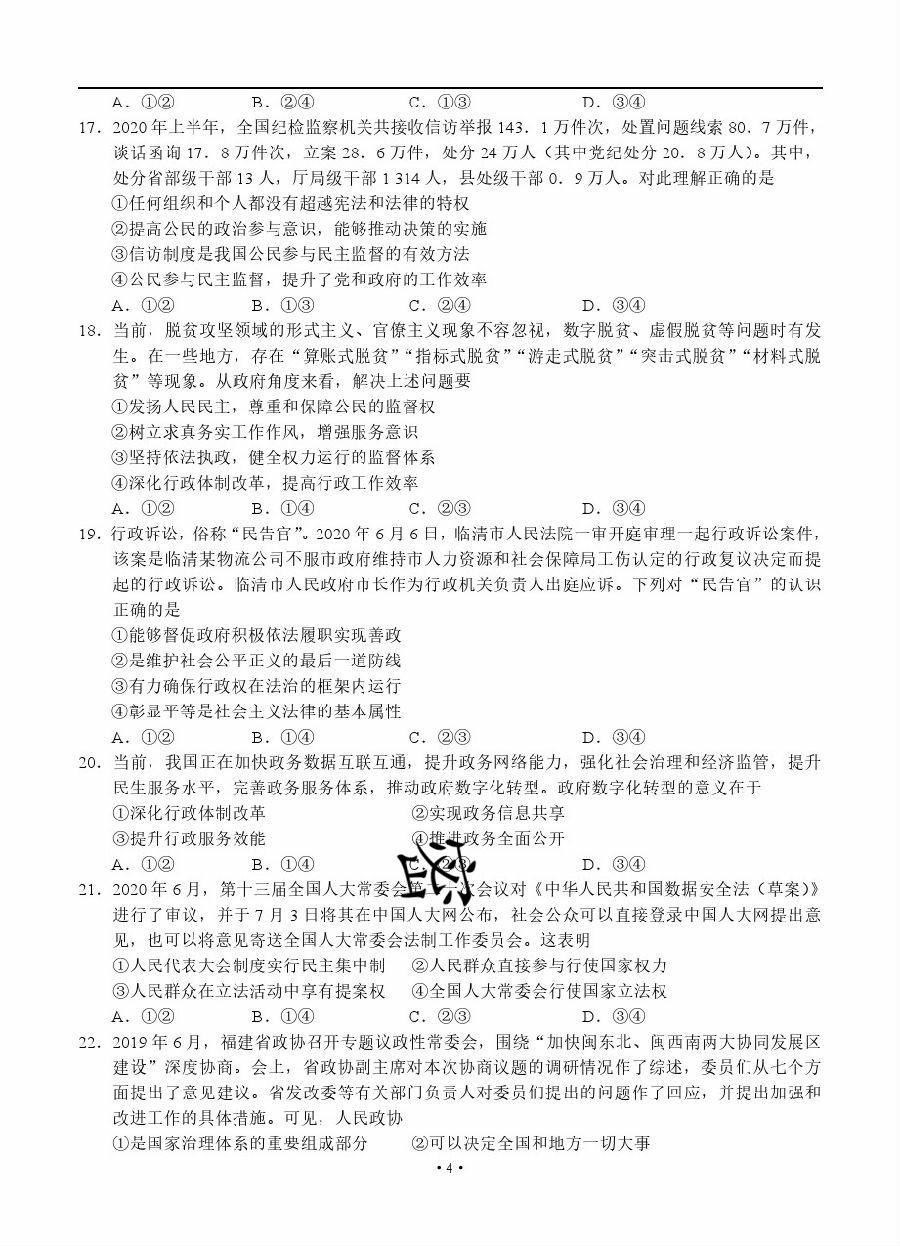 A. ①② B. ②④ C. ①③ D. ③④
17. 2020年上半年，全国纪检监察机关共接收信访举报143. 1万件次，处置问题线索80. 7万件，
谈话函询17. 8万件次，立案28. 6万件，处分24万人（其中党纪处分20. 8万人）。其中，
处分省部级干部13人，厅局级干部1 314人，县处级干部0. 9万人。对此理解正确的是
①任何组织和个人都没有超越宪法和法律的特权
②提高公民的政治参与意识，能够推动决策的实施
③信访制度是我国公民参与民主监督的有效方法
④公民参与民主监督，提升了党和政府的工作效率
A. ①② B. ①③ C. ②④ D. ③④
18. 当前，脱贫攻坚领域的形式主义、官僚主义现象不容忽视，数字脱贫、虚假脱贫等问题时有发
生。在一些地方，存在“算账式脱贫”“指标式脱贫”“游走式脱贫”“突击式脱贫”“材料式脱
贫”等现象。从政府角度来看，解决上述问题要
①发扬人民民主，尊重和保障公民的监督权
②树立求真务实工作作风，增强服务意识
③坚持依法执政，健全权力运行的监督体系
④深化行政体制改革，提高行政工作效率
A. ①② B. ①④ C. ②③ D. ③④
19. 行政诉讼，俗称“民告官”。2020年6月6日，临清市人民法院一审开庭审理一起行政诉讼案件，
该案是临清某物流公司不服市政府维持市人力资源和社会保障局工伤认定的行政复议决定而提
起的行政诉讼。临清市人民政府市长作为行政机关负责人出庭应诉。下列对“民告官”的认识
正确的是
①能够督促政府积极依法履职实现善政
②是维护社会公平正义的最后一道防线
③有力确保行政权在法治的框架内运行
④彰显平等是社会主义法律的基本属性
A. ①② B. ①④ C. ②③ D. ③④
20. 当前，我国正在加快政务数据互联互通，提升政务网络能力，强化社会治理和经济监管，提升
民生服务水平，完善政务服务体系，推动政府数字化转型。政府数字化转型的意义在于
①深化行政体制改革 ②实现政务信息共享
③提升行政服务效能 ④推进政务全面公开
A. ①② B. ①④ C. ②③ D. ③④
21. 2020年6月，第十三届全国人大常委会第二十次会议对《中华人民共和国数据安全法（草案）》
进行了审议，并于7月3日将其在中国人大网公布，社会公众可以直接登录中国人大网提出意
见，也可以将意见寄送全国人大常委会法制工作委员会。这表明
①人民代表大会制度实行民主集中制 ②人民群众直接参与行使国家权力
③人民群众在立法活动中享有提案权 ④全国人大常委会行使国家立法权
A. ①② B. ①④ C. ②③ D. ③④
22. 2019年6月，福建省政协召开专题议政性常委会，围绕“加快闽东北、闽西南两大协同发展区
建设”深度协商。会上，省政协副主席对本次协商议题的调研情况作了综述，委员们从七个方
面提出了意见建议。省发改委等有关部门负责人对委员们提出的问题作了回应，并提出加强和
改进工作的具体措施。可见，人民政协
①是国家治理体系的重要组成部分 ②可以决定全国和地方一切大事
•4•